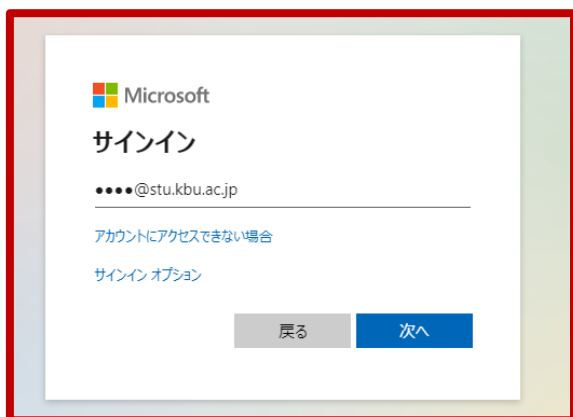 Microsoft
サインイン
●●●●@stu.kbu.ac.jp
アカウントにアクセスできない場合
サインイン オプション
戻る
次へ